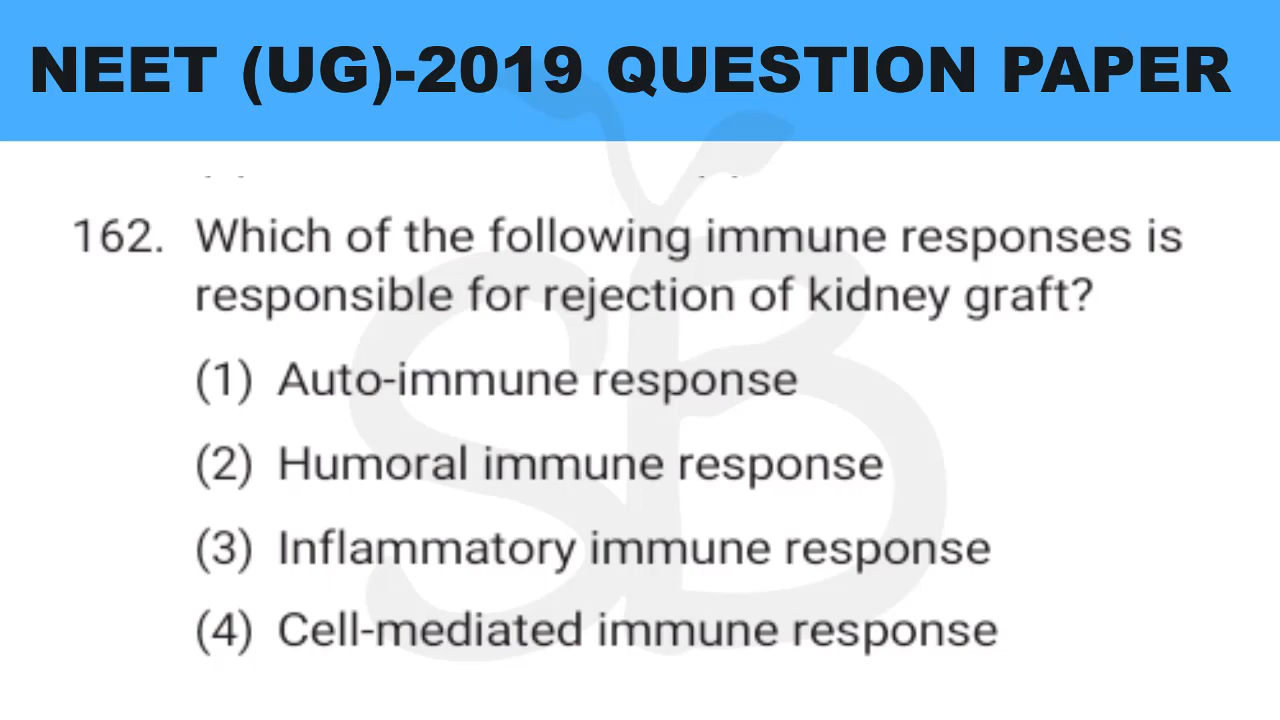 NEET (UG)-2019 QUESTION PAPER
162. Which of the following immune responses is
responsible for rejection of kidney graft?
(1) Auto-immune response
(2) Humoral immune response
(3) Inflammatory immune response
(4) Cell-mediated immune response
SB